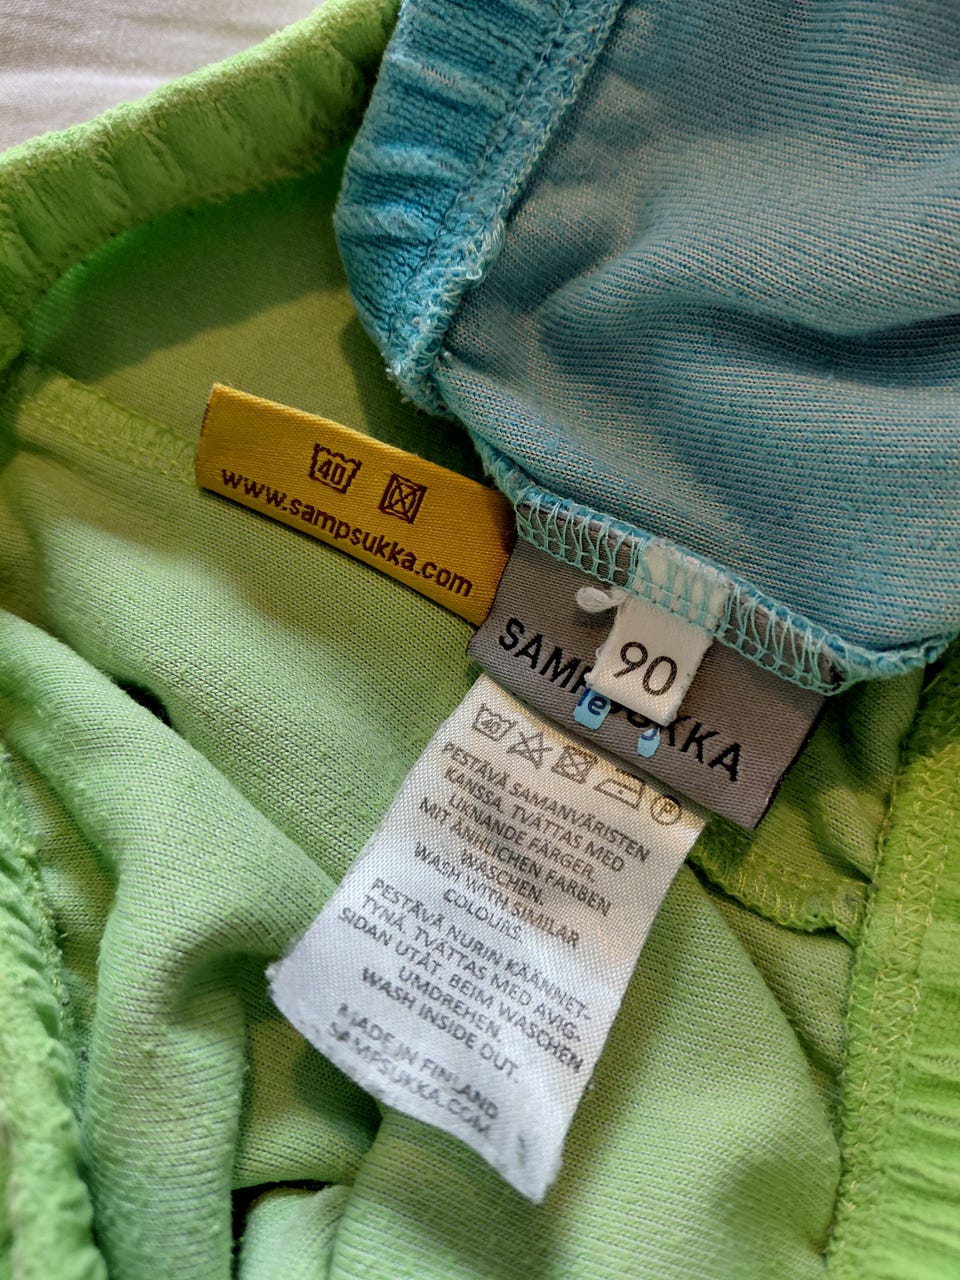 40
www.sampsukka.com
90
PESTÄVÄ SAMANVÄRISTEN
KANSSA. TVÄTTAS MED
LIKNANDE FÄRGER.
MIT ÄHNLICHEN FARBEN
WASCHEN.
WASH WITH SIMILAR
COLOURS.
PESTÄVÄ NURIN KÄÄNNET-
TYNÄ. TVÄTTAS MED AVIG-
SIDAN UTÅT. BEIM WASCHEN
UMDREHEN.
WASH INSIDE OUT.
MADE IN FINLAND
SAMPSUKKA.COM